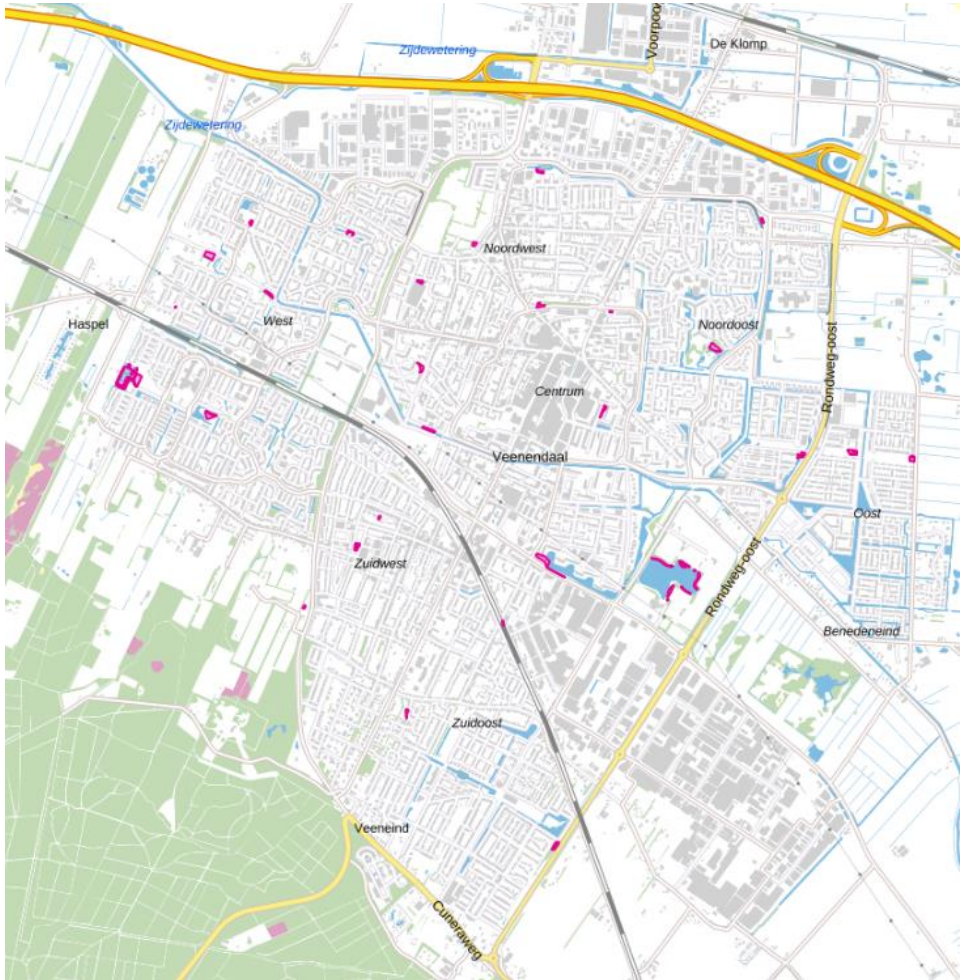 De Klomp
Voorpoor
Zijdewetering
Zijdewetering
Noordwest
Haspel
West
Noordoost
Rondweg-oost
Centrum
Veenendaal
Oost
Zuidwest
Rondweg-oost
Benedeneind
Zuidoost
Veeneind
Cuneraweg